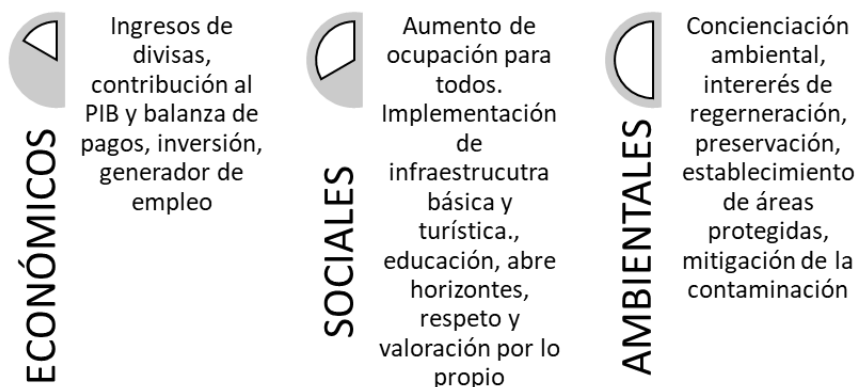 ECONÓMICOS
Ingresos de
divisas,
contribución al
PIB y balanza de
pagos, inversión,
generador de
empleo
SOCIALES
Aumento de
ocupación para
todos.
Implementación
de
infraestrucutra
básica y
turística.,
educación, abre
horizontes,
respeto y
valoración por lo
propio
AMBIENTALES
Concienciación
ambiental,
intererés de
regerneración,
preservación,
establecimiento
de áreas
protegidas,
mitigación de la
contaminación